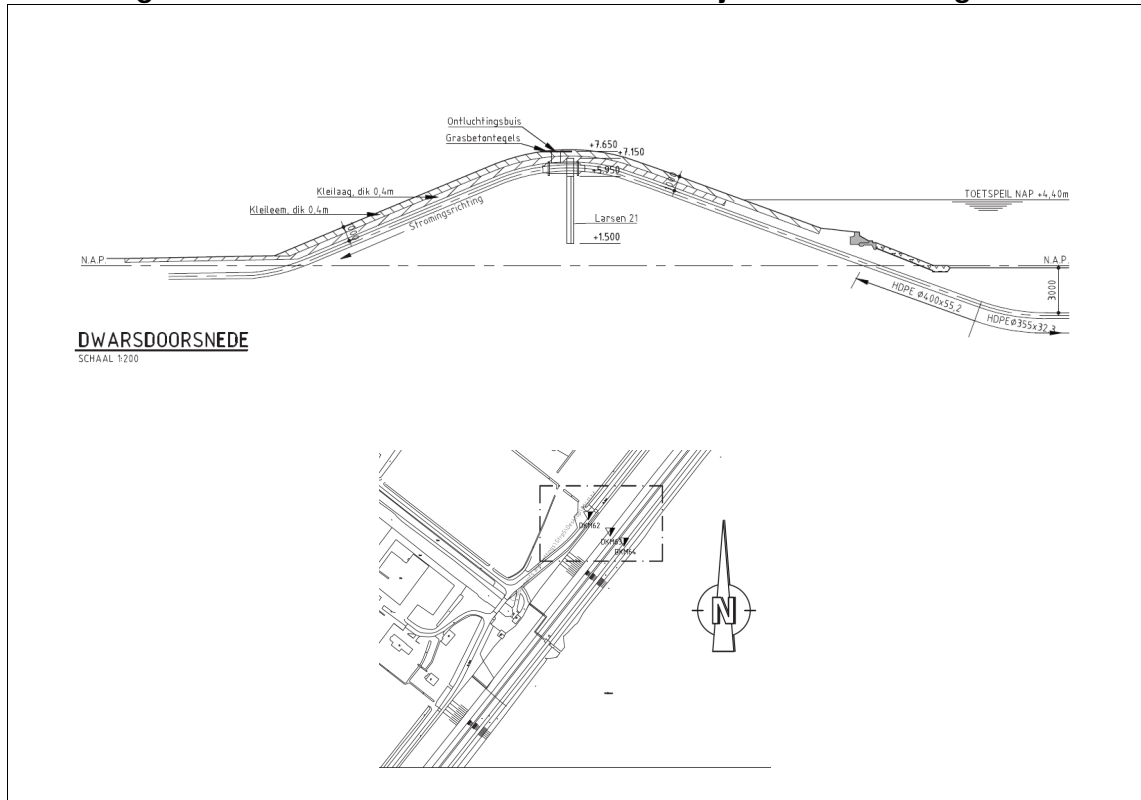 Ontluchtingsbuis
Grasbetontegels
+7.650
+7.150
+5.950
Kleilaag, dik 0,4m
Kleileem, dik 0,4m
Stromingsrichting
TOETSPEIL NAP +4,40m
Larsen 21
+1.500
N.A.P.
N.A.P.
HDPE Ø400x55,2
3000
HDPE Ø355x32,3
DWARSDOORSNEDE
SCHAAL 1:200
DKM62
DKM63
DKM64
N